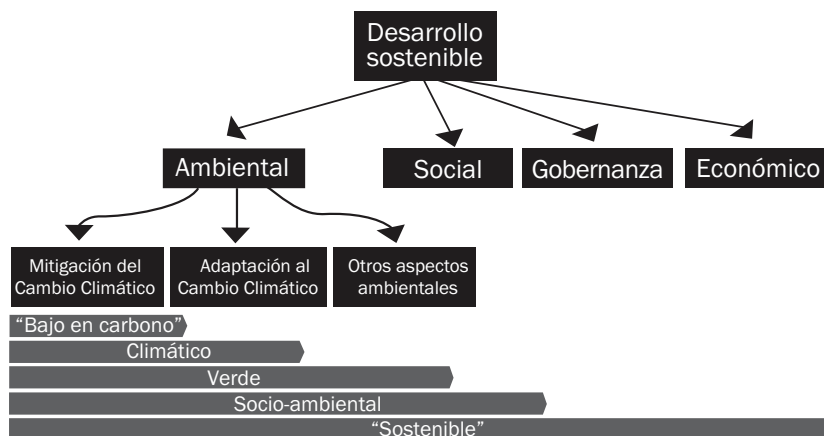 Desarrollo
sostenible
Ambiental
Social
Gobernanza
Económico
Mitigación del
Cambio Climático
Adaptación al
Cambio Climático
Otros aspectos
ambientales
“Bajo en carbono”
Climático
Verde
Socio-ambiental
“Sostenible”